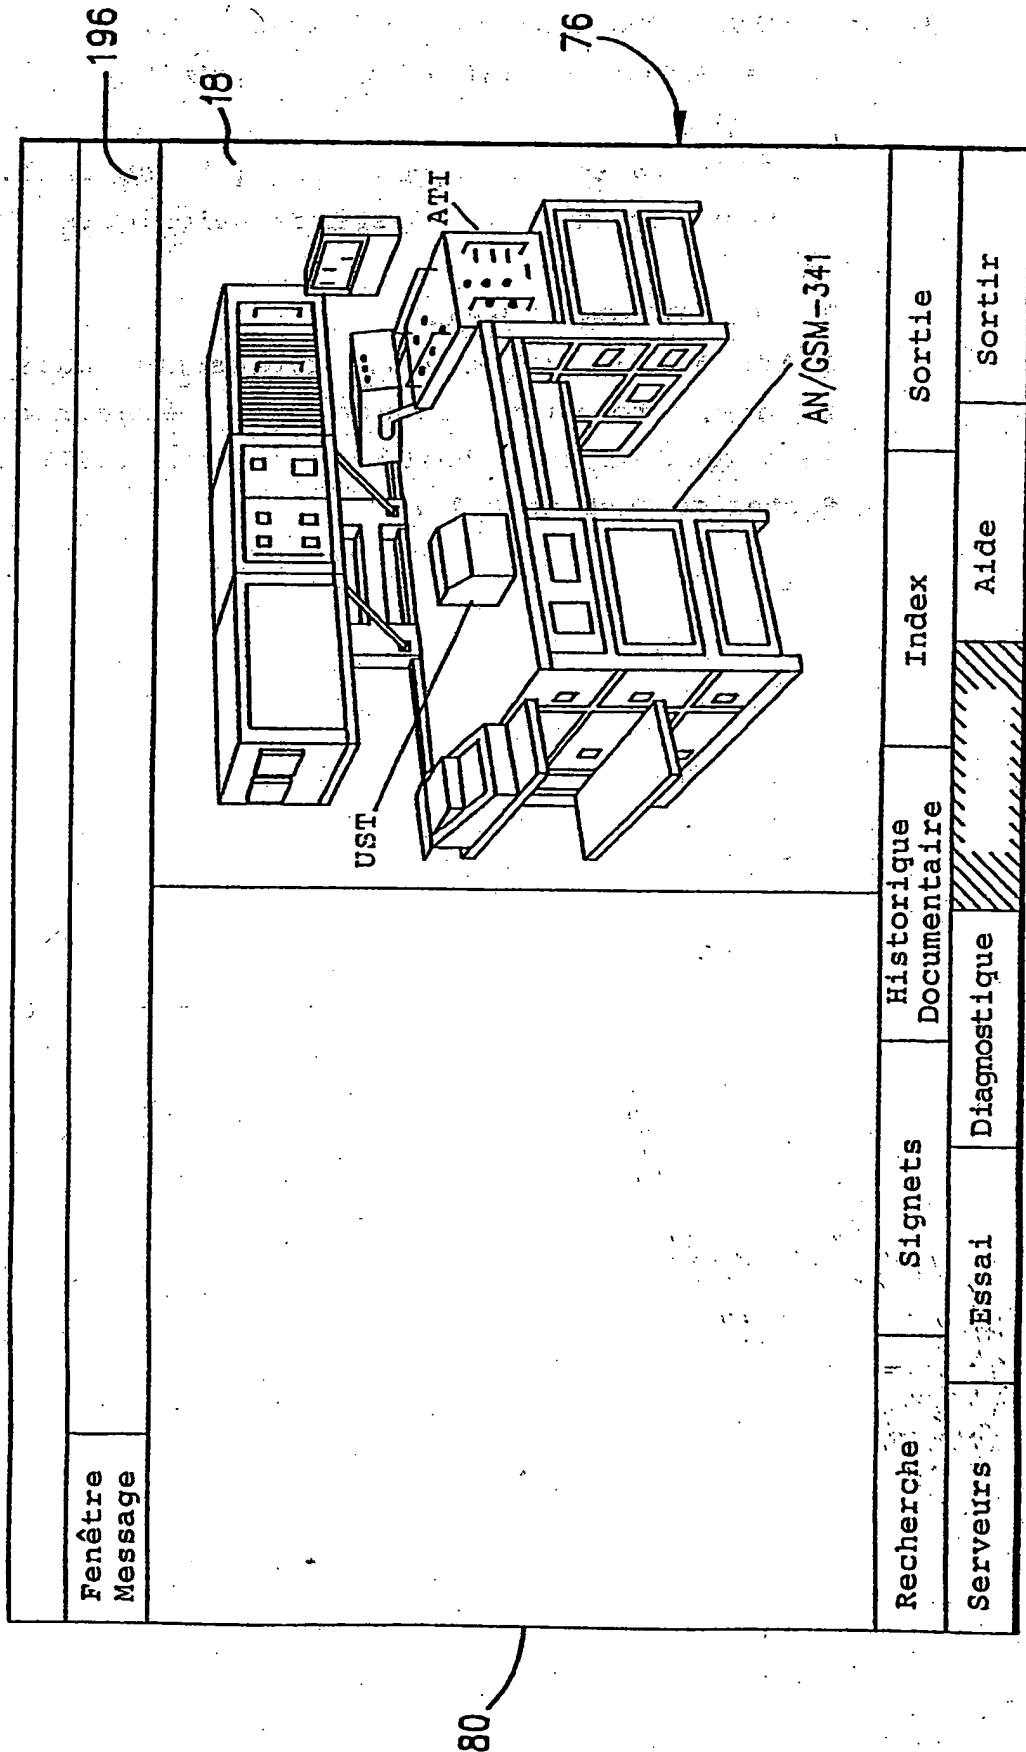 196
18
76
Fenêtre
Message
ATI
UST
AN/GSM-341
80
Recherche
Signets
Historique
Documentaire
Index
Sortie
Serveurs
Essai
Diagnostique
Aide
Sortir